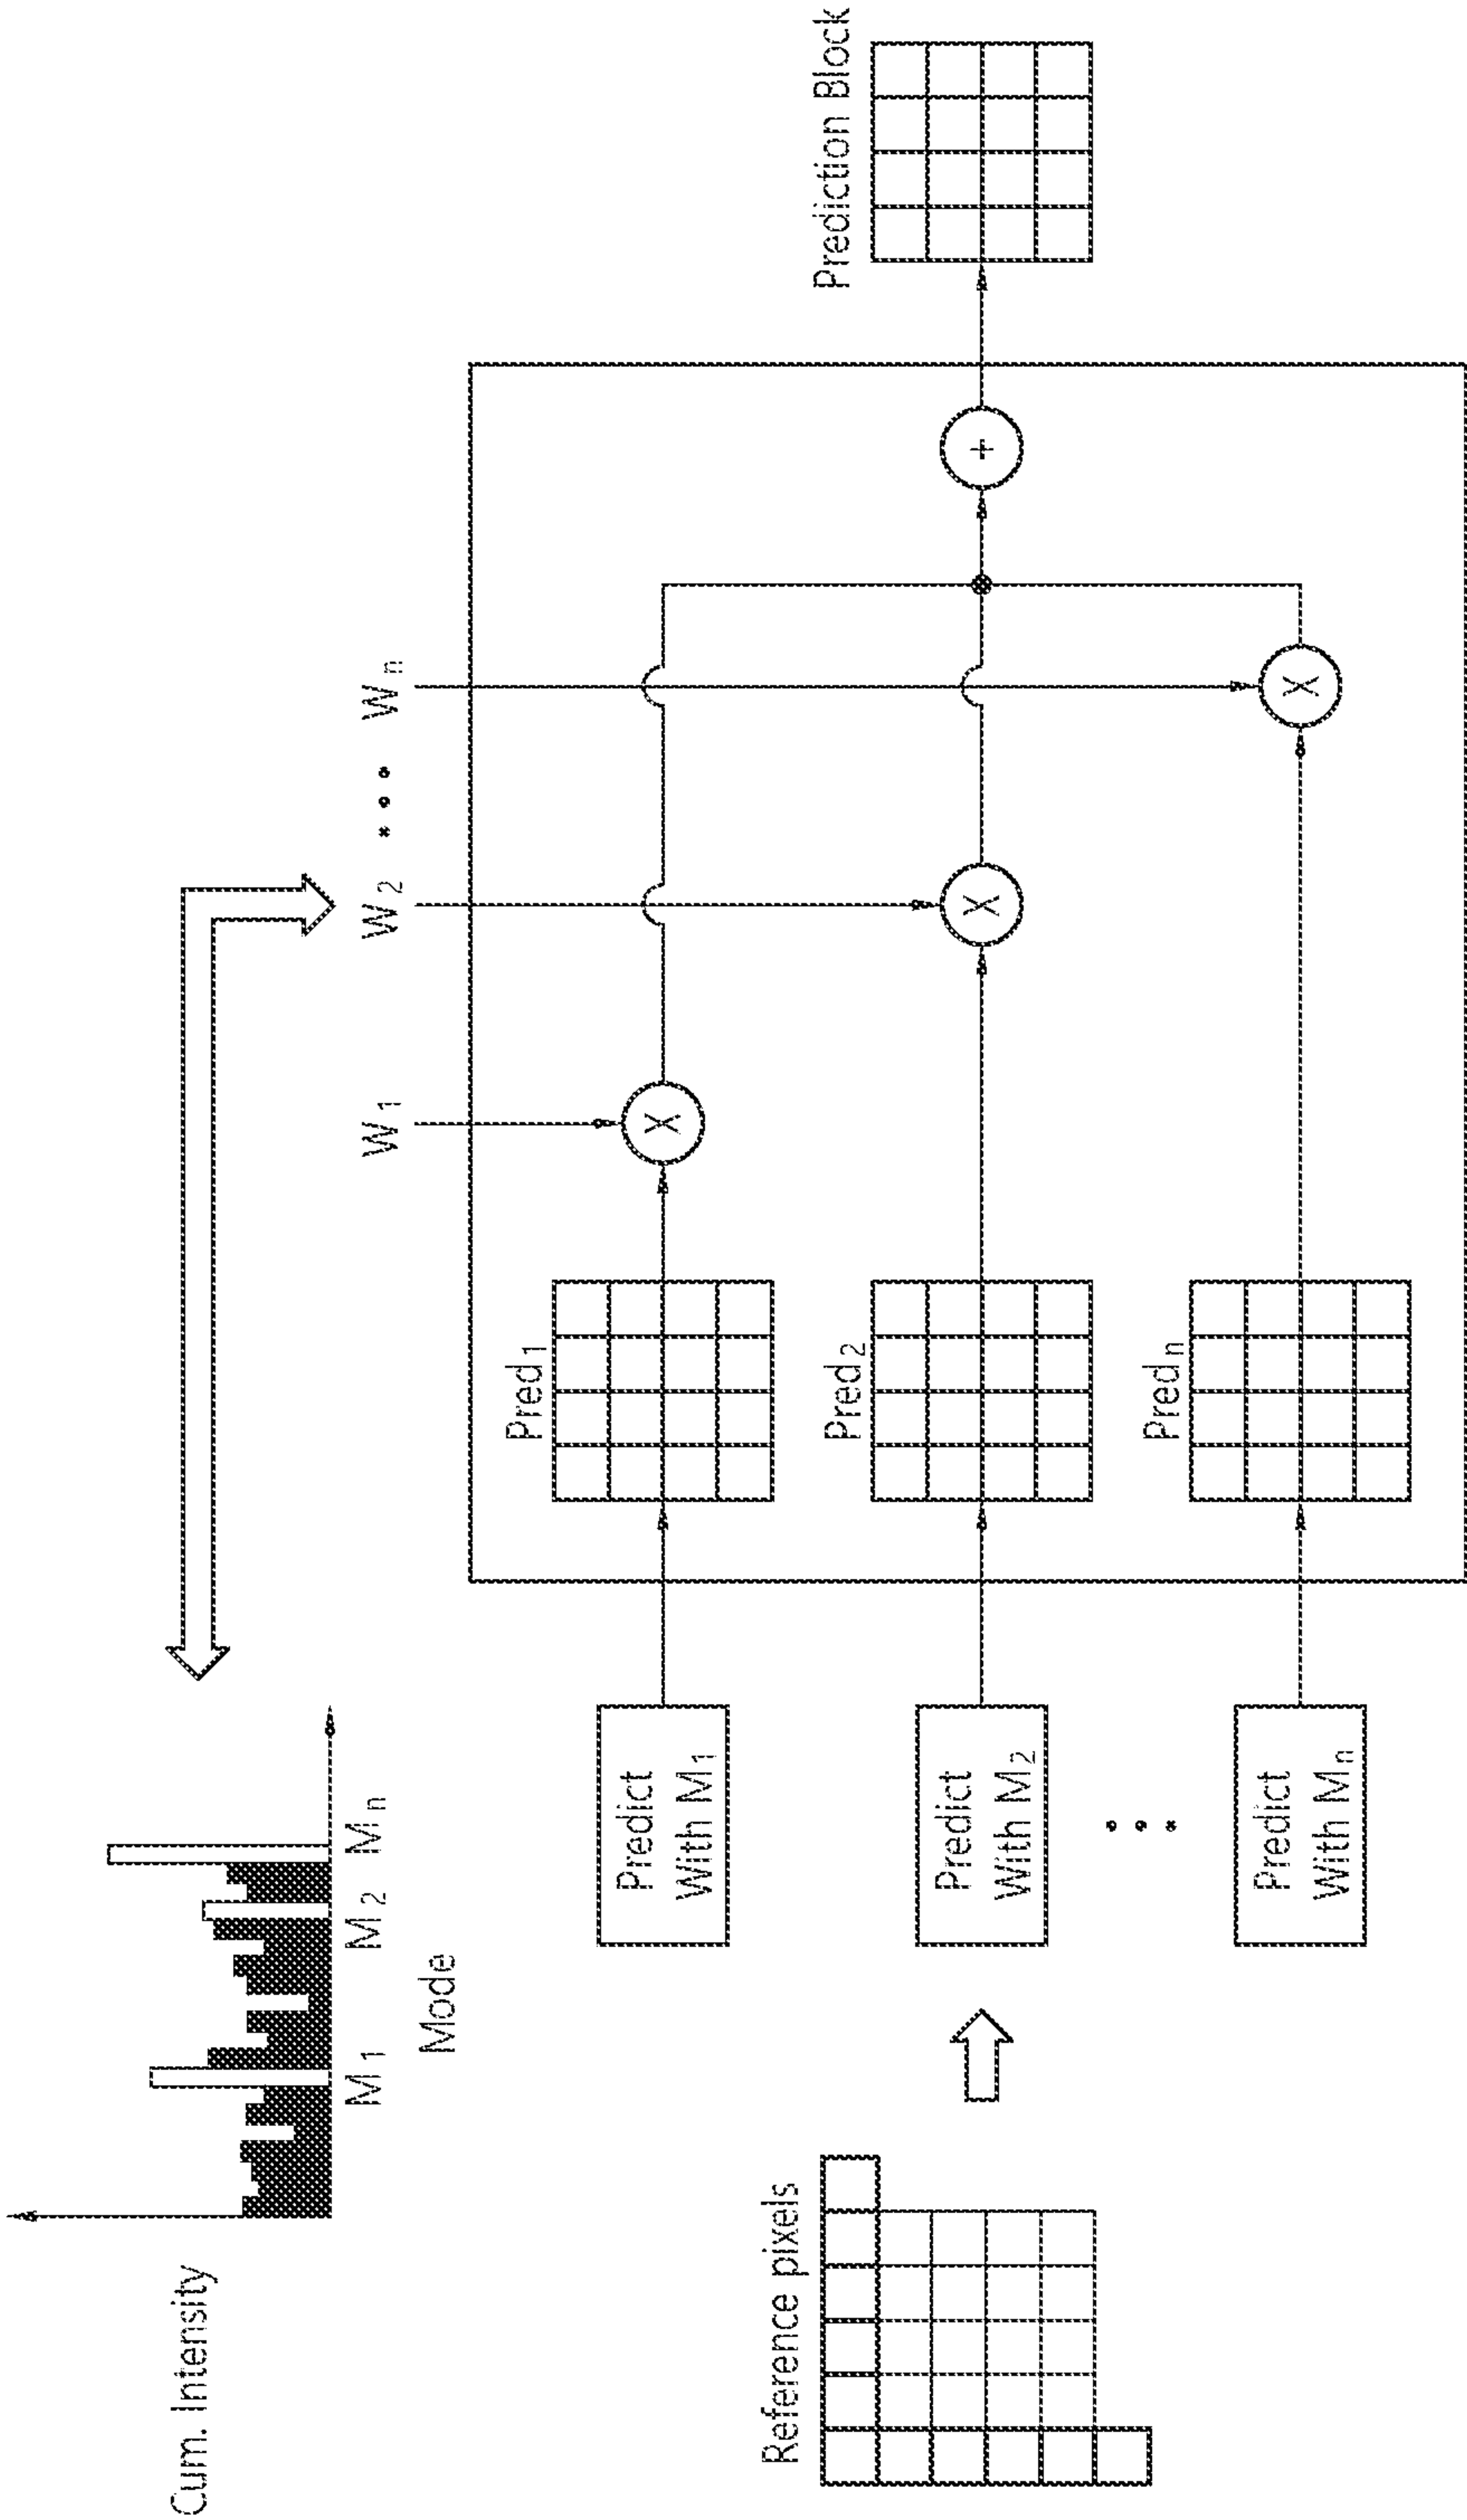 Cum. Intensity
M1 M2 Mn
Mode
W1 W2 Wn
Reference pixels
Predict
With M1
Pred1
Predict
With M2
Pred2
Predict
With Mn
Predn
X
X
X
+
Prediction Block